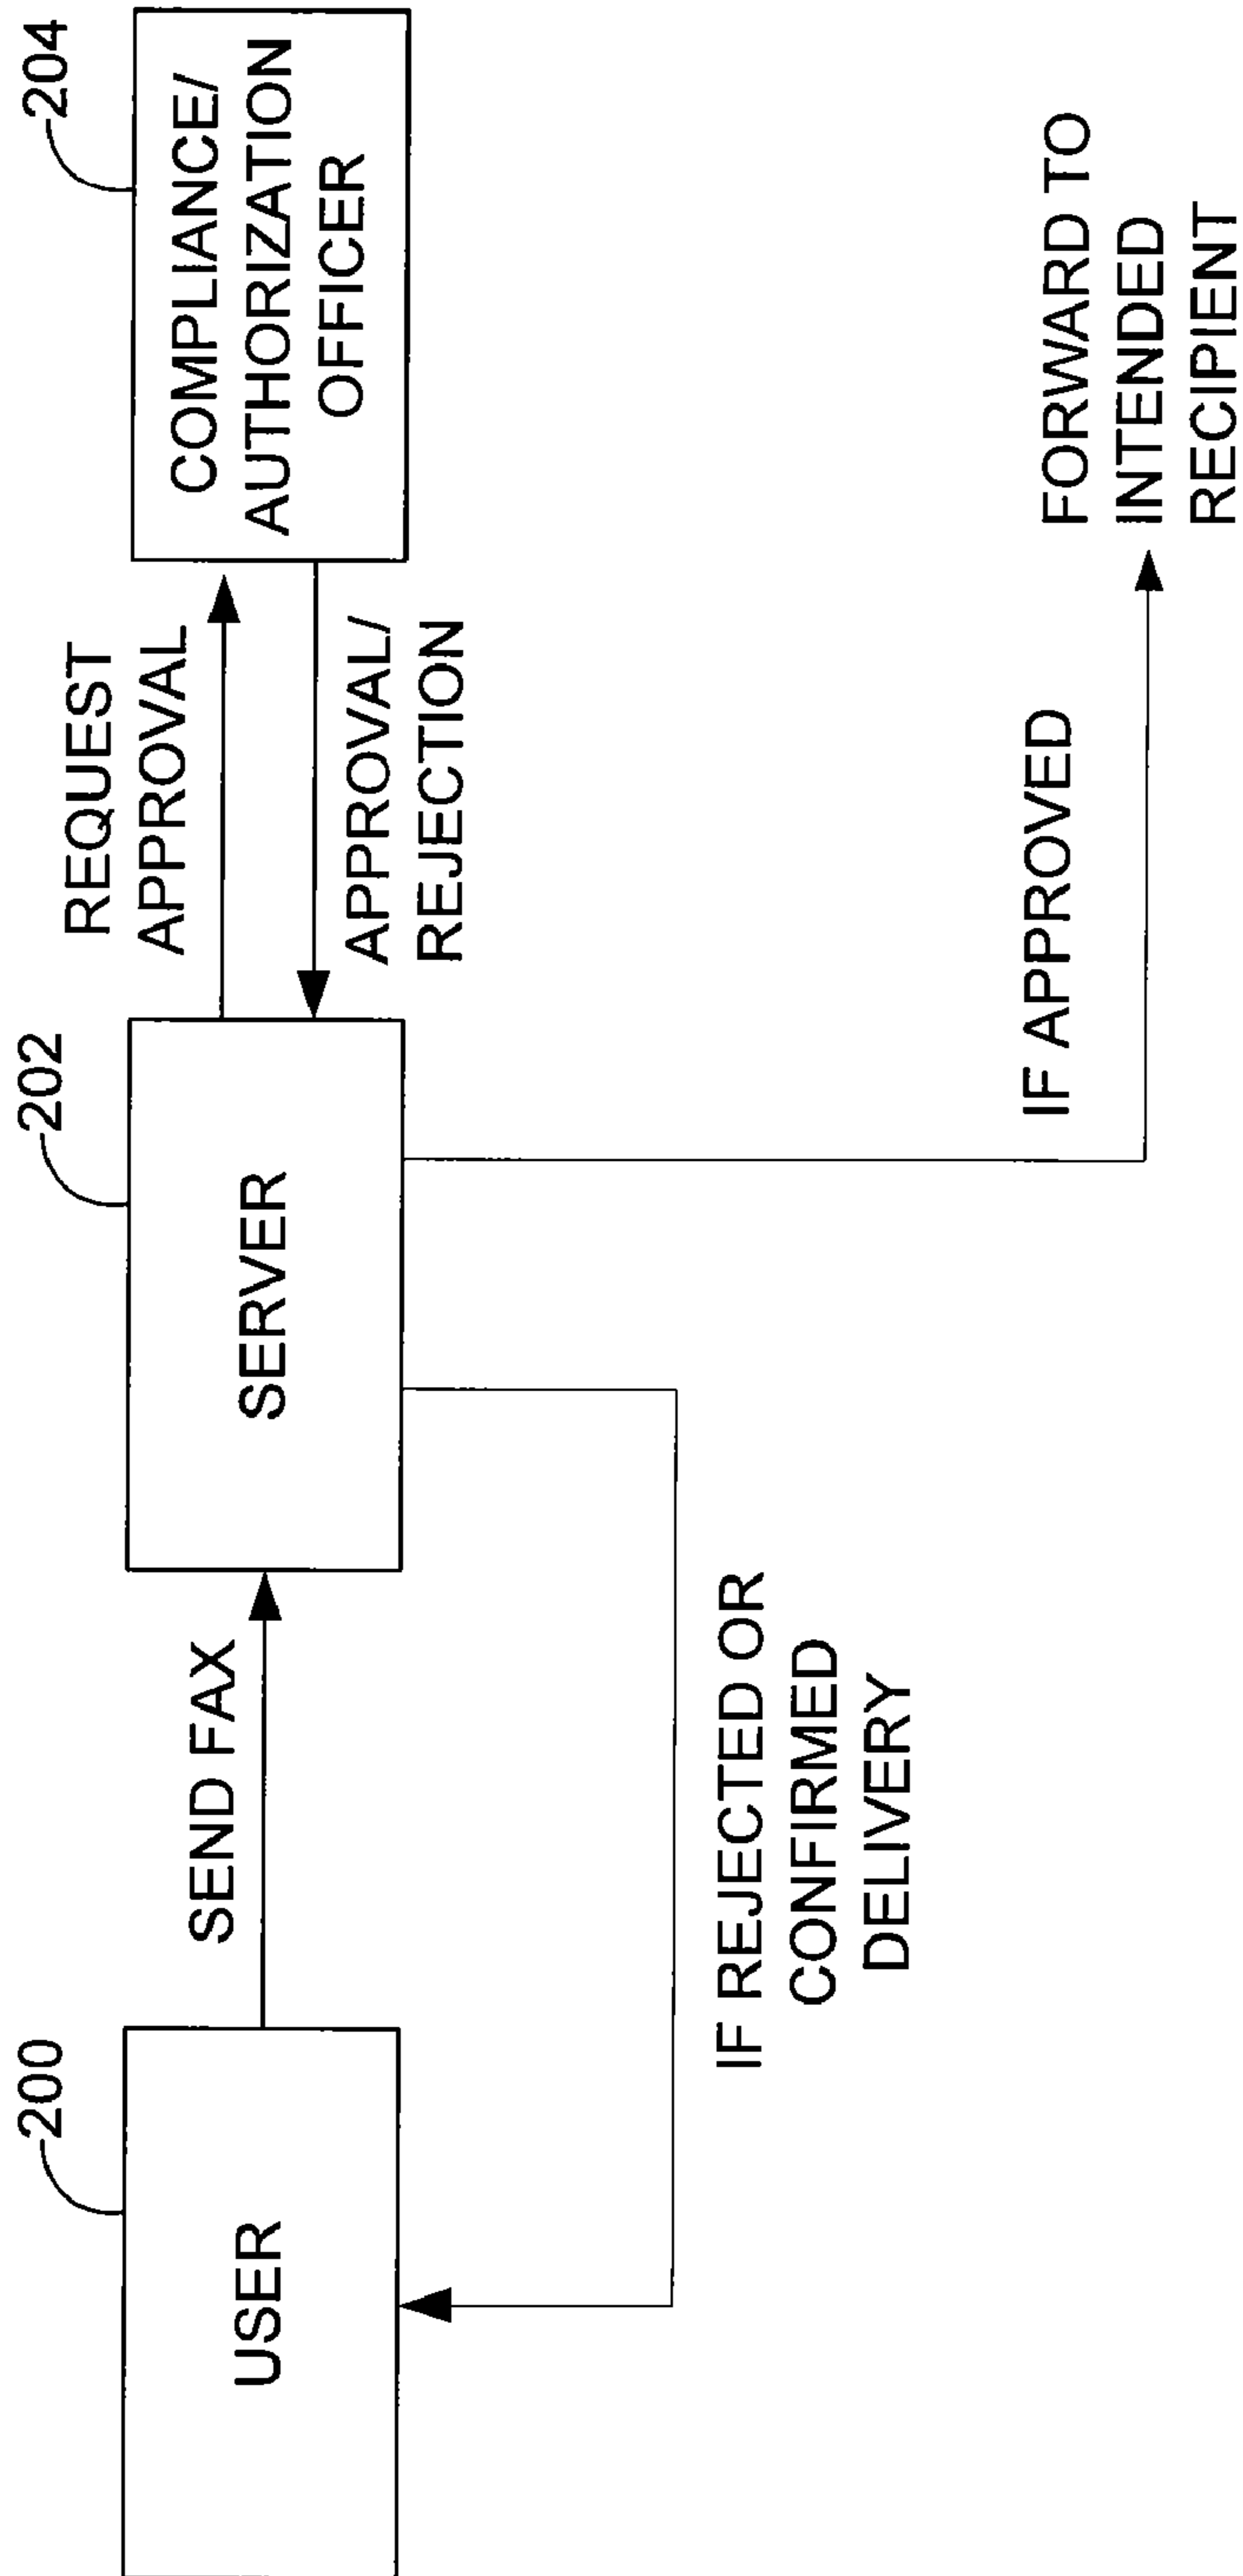 200
202
204
USER
SEND FAX
SERVER
REQUEST
APPROVAL
APPROVAL/
REJECTION
COMPLIANCE/
AUTHORIZATION
OFFICER
IF REJECTED OR
CONFIRMED
DELIVERY
IF APPROVED
FORWARD TO
INTENDED
RECIPIENT